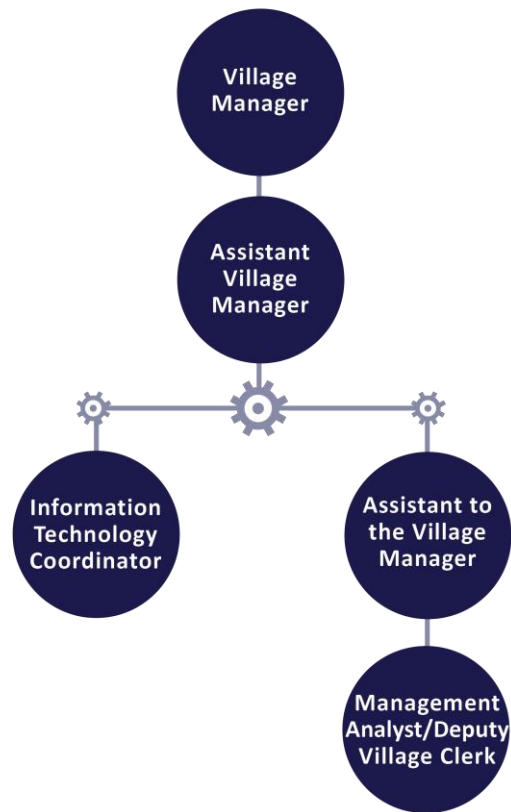 Village
Manager
Assistant
Village
Manager
Information
Technology
Coordinator
Assistant to
the Village
Manager
Management
Analyst/Deputy
Village Clerk